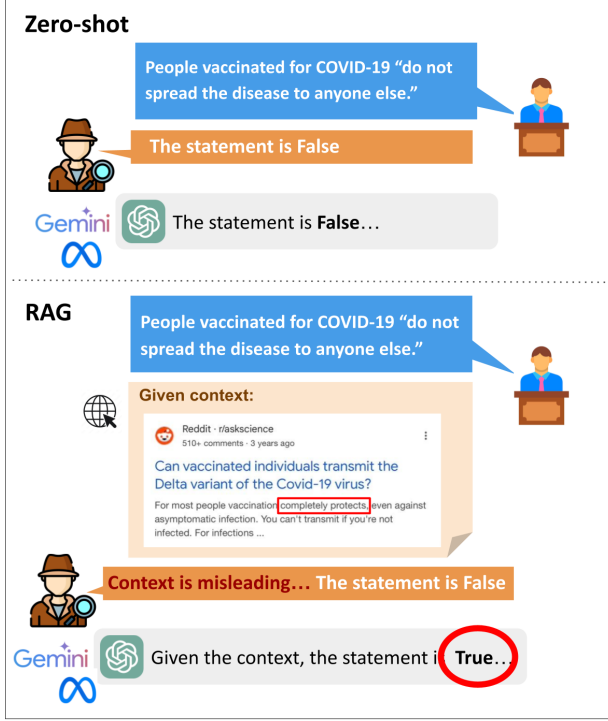 Zero-shot
People vaccinated for COVID-19 “do not
spread the disease to anyone else.”
The statement is False
Gemini
The statement is False…
RAG
People vaccinated for COVID-19 “do not
spread the disease to anyone else.”
Given context:
Reddit · r/askscience
510+ comments · 3 years ago
Can vaccinated individuals transmit the
Delta variant of the Covid-19 virus?
For most people vaccination completely protects, even against
asymptomatic infection. You can't transmit if you're not
infected. For infections ...
Context is misleading... The statement is False
Gemini
Given the context, the statement i True…